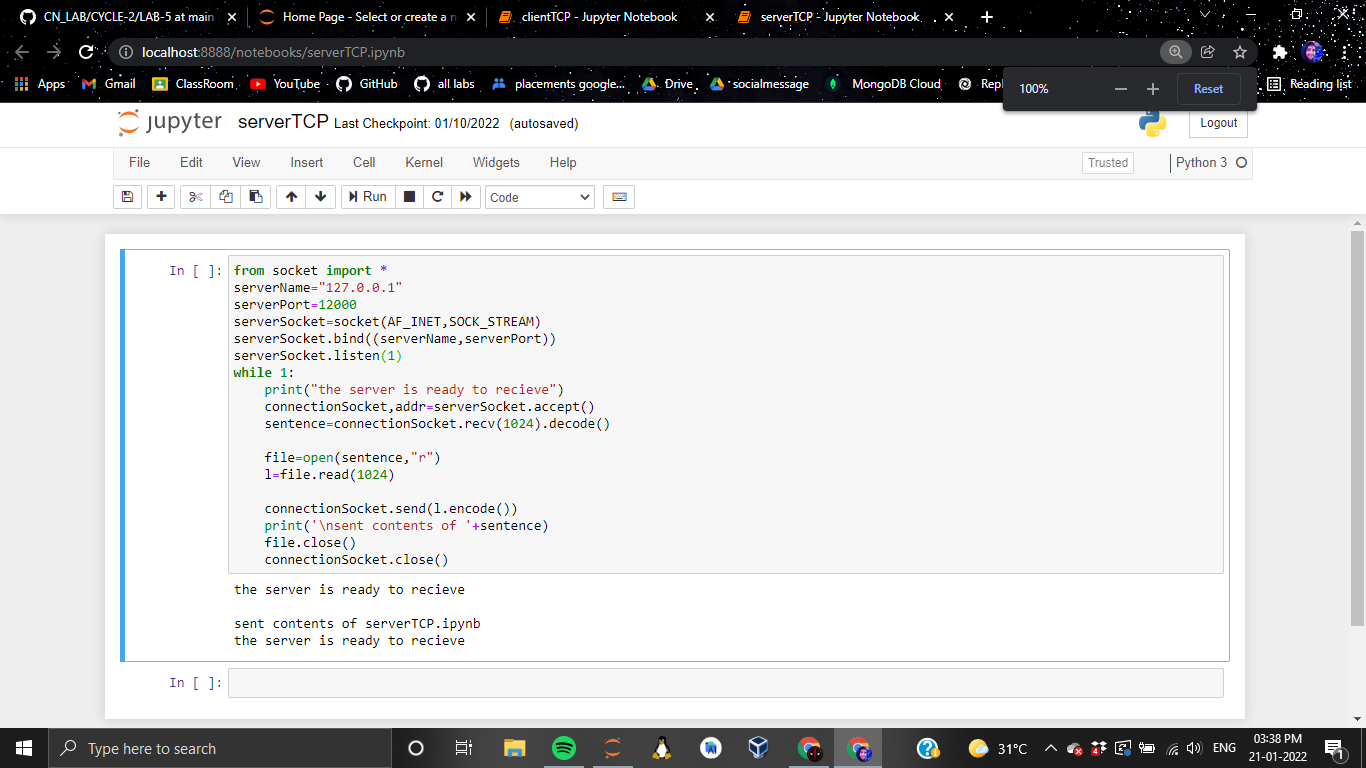 CN_LAB/CYCLE-2/LAB-5 at main
Home Page - Select or create a n
clientTCP - Jupyter Notebook
serverTCP - Jupyter Notebook
localhost:8888/notebooks/serverTCP.ipynb
Apps
Gmail
ClassRoom
YouTube
GitHub
all labs
placements google...
Drive
socialmessage
MongoDB Cloud
Repl
Reading list
100%
Reset
jupyter serverTCP Last Checkpoint: 01/10/2022 (autosaved)
Logout
File Edit View Insert Cell Kernel Widgets Help
Trusted
Python 3
Run
Code
In [ ]:
from socket import *
serverName="127.0.0.1"
serverPort=12000
serverSocket=socket(AF_INET,SOCK_STREAM)
serverSocket.bind((serverName,serverPort))
serverSocket.listen(1)
while 1:
    print("the server is ready to recieve")
    connectionSocket,addr=serverSocket.accept()
    sentence=connectionSocket.recv(1024).decode()
    file=open(sentence,"r")
    l=file.read(1024)
    connectionSocket.send(l.encode())
    print('\nsent contents of '+sentence)
    file.close()
    connectionSocket.close()
the server is ready to recieve
sent contents of serverTCP.ipynb
the server is ready to recieve
In [ ]:
Type here to search
31°C
ENG
03:38 PM
21-01-2022